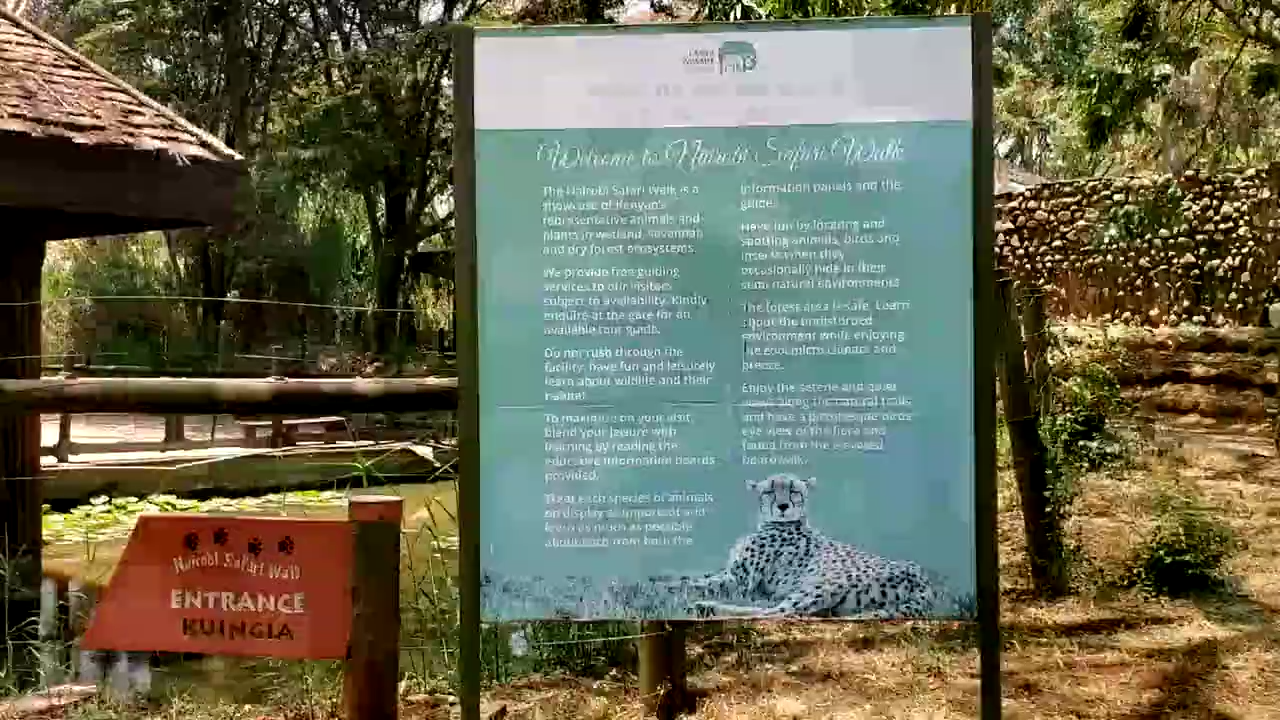 Welcome to Nairobi Safari Walk
The Nairobi Safari Walk is a
showcase of Kenyan's
representative animals and
plants in wetland, savannah
and dry forest ecosystems.
We provide free guiding
services to our visitors
subject to availability. Kindly
enquire at the gate for an
available tour guide.
Do not rush through the
facility, have fun and leisurely
learn about wildlife and their
habitat
To maximize on your visit,
blend your leisure with
learning by reading the
educative information boards
provided.
Treat each species of animals
on display as important and
learn as much as possible
about each from both the
information panels and the
guide.
Have fun by locating and
spotting animals, birds and
insects when they
occasionally hide in their
semi natural environments
The forest area is safe. Learn
about the undisturbed
environment while enjoying
the cool micro climate and
breeze.
Enjoy the serene and quiet
walks along the natural trails
and have a picturesque birds
eye view of the flora and
fauna from the elevated
boardwalk.
Nairobi Safari Walk
ENTRANCE
KUINGIA